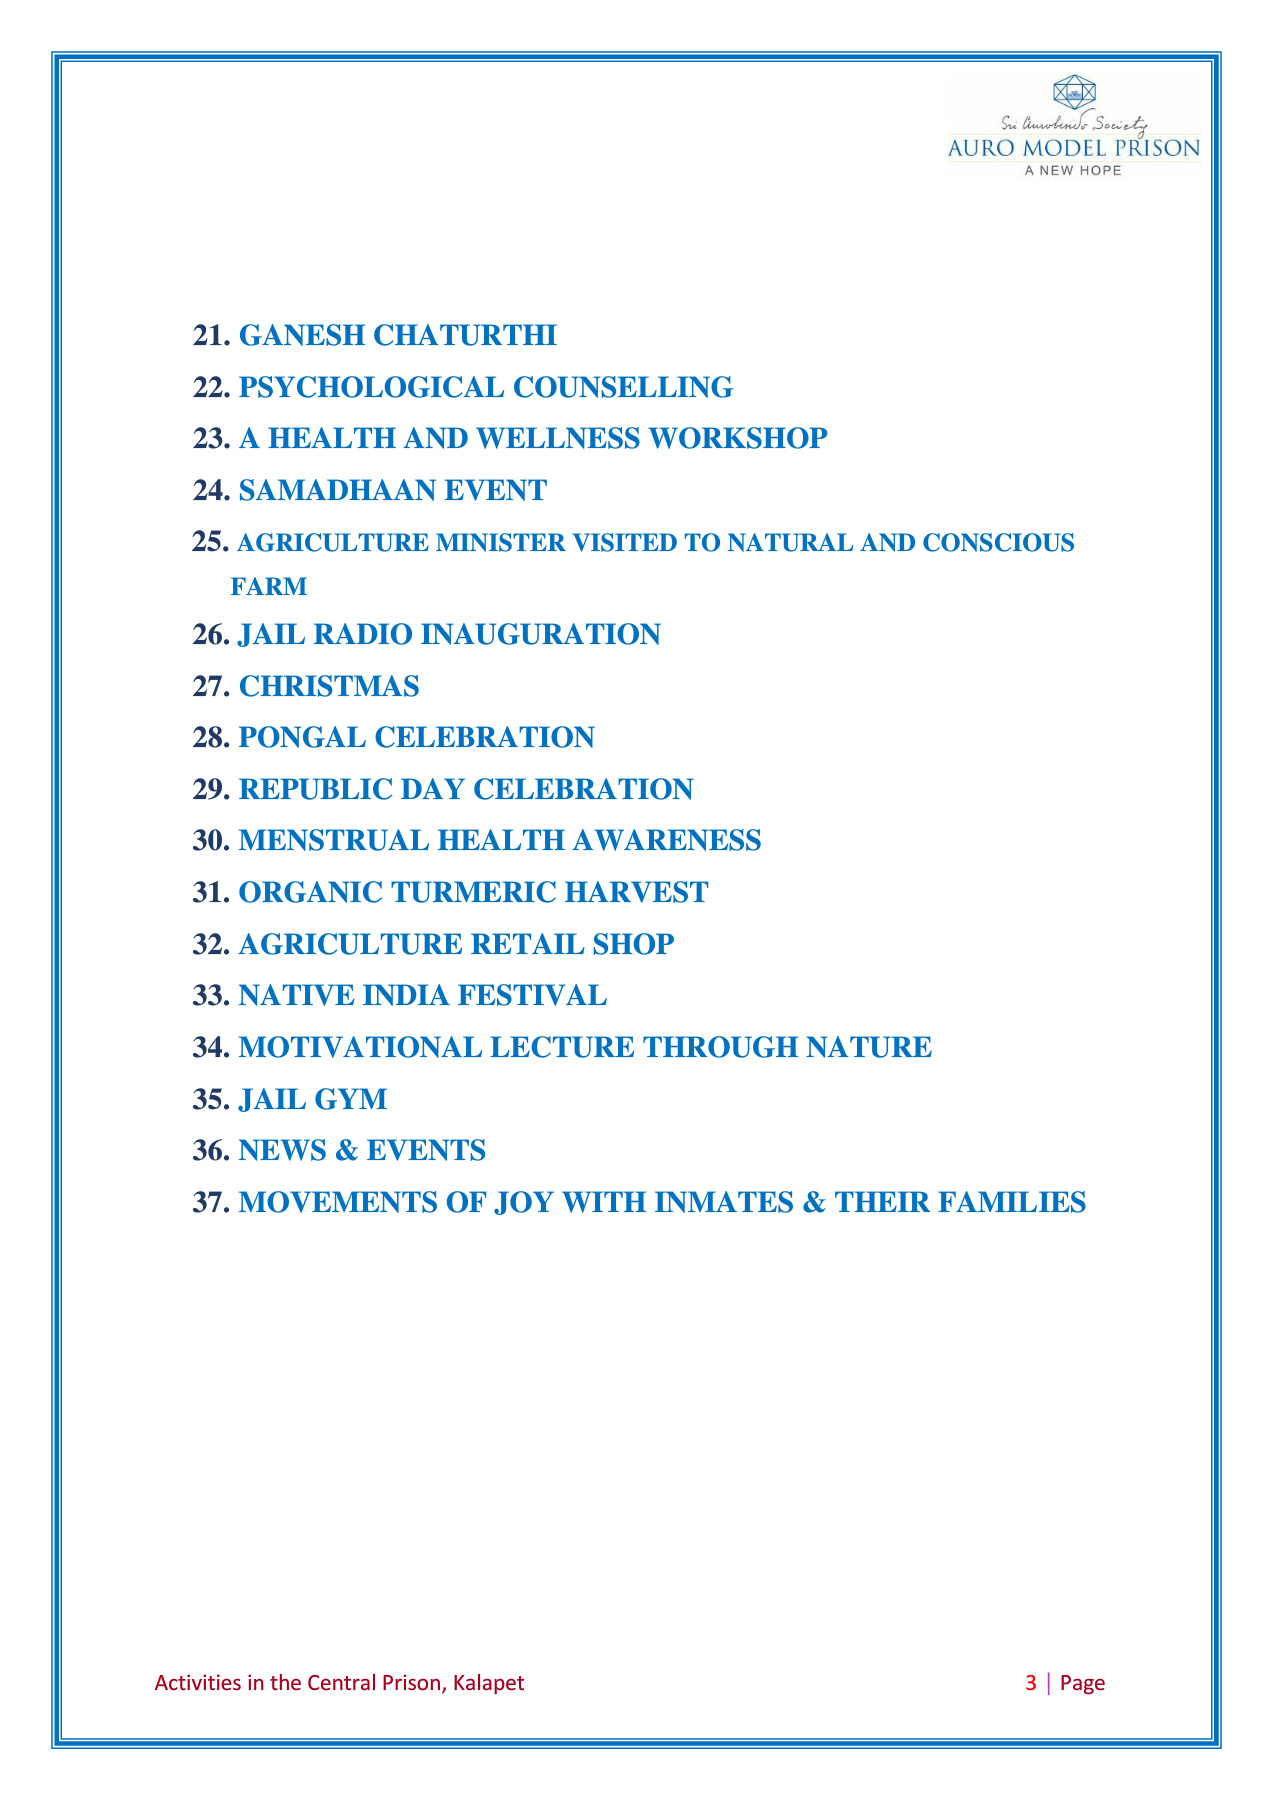 Sri Aurobindo Society
AURO MODEL PRISON
A NEW HOPE
21. GANESH CHATURTHI
22. PSYCHOLOGICAL COUNSELLING
23. A HEALTH AND WELLNESS WORKSHOP
24. SAMADHAAN EVENT
25. AGRICULTURE MINISTER VISITED TO NATURAL AND CONSCIOUS
FARM
26. JAIL RADIO INAUGURATION
27. CHRISTMAS
28. PONGAL CELEBRATION
29. REPUBLIC DAY CELEBRATION
30. MENSTRUAL HEALTH AWARENESS
31. ORGANIC TURMERIC HARVEST
32. AGRICULTURE RETAIL SHOP
33. NATIVE INDIA FESTIVAL
34. MOTIVATIONAL LECTURE THROUGH NATURE
35. JAIL GYM
36. NEWS & EVENTS
37. MOVEMENTS OF JOY WITH INMATES & THEIR FAMILIES
Activities in the Central Prison, Kalapet 3 | Page